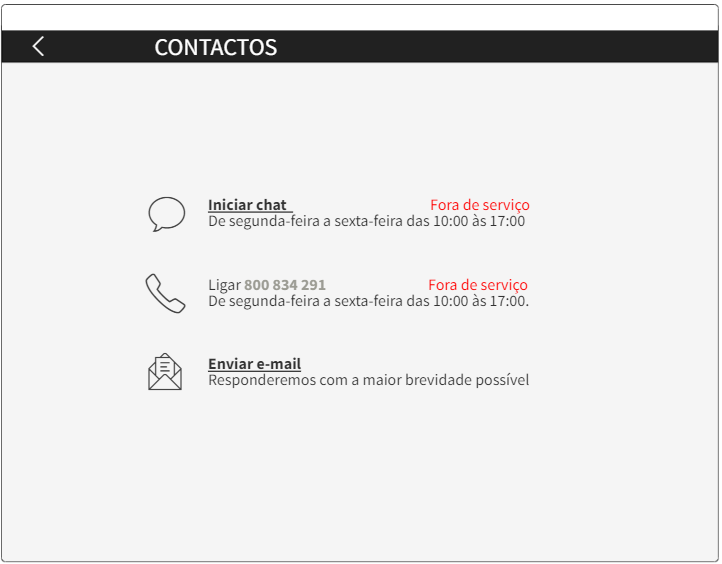 CONTACTOS
Iniciar chat Fora de serviço
De segunda-feira a sexta-feira das 10:00 às 17:00
Ligar 800 834 291 Fora de serviço
De segunda-feira a sexta-feira das 10:00 às 17:00.
Enviar e-mail
Responderemos com a maior brevidade possível